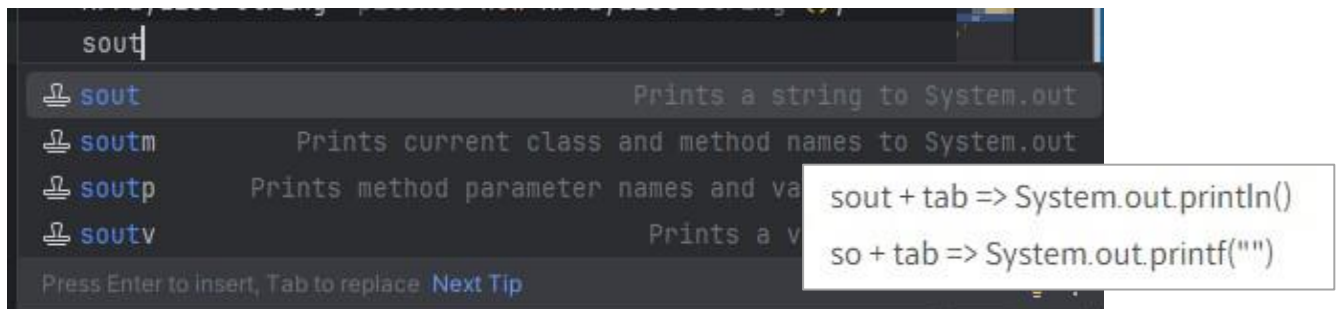 sout
sout Prints a string to System.out
soutm Prints current class and method names to System.out
soutp Prints method parameter names and va
soutv Prints a v
Press Enter to insert, Tab to replace Next Tip
sout + tab => System.out.println()
so + tab => System.out.printf("")